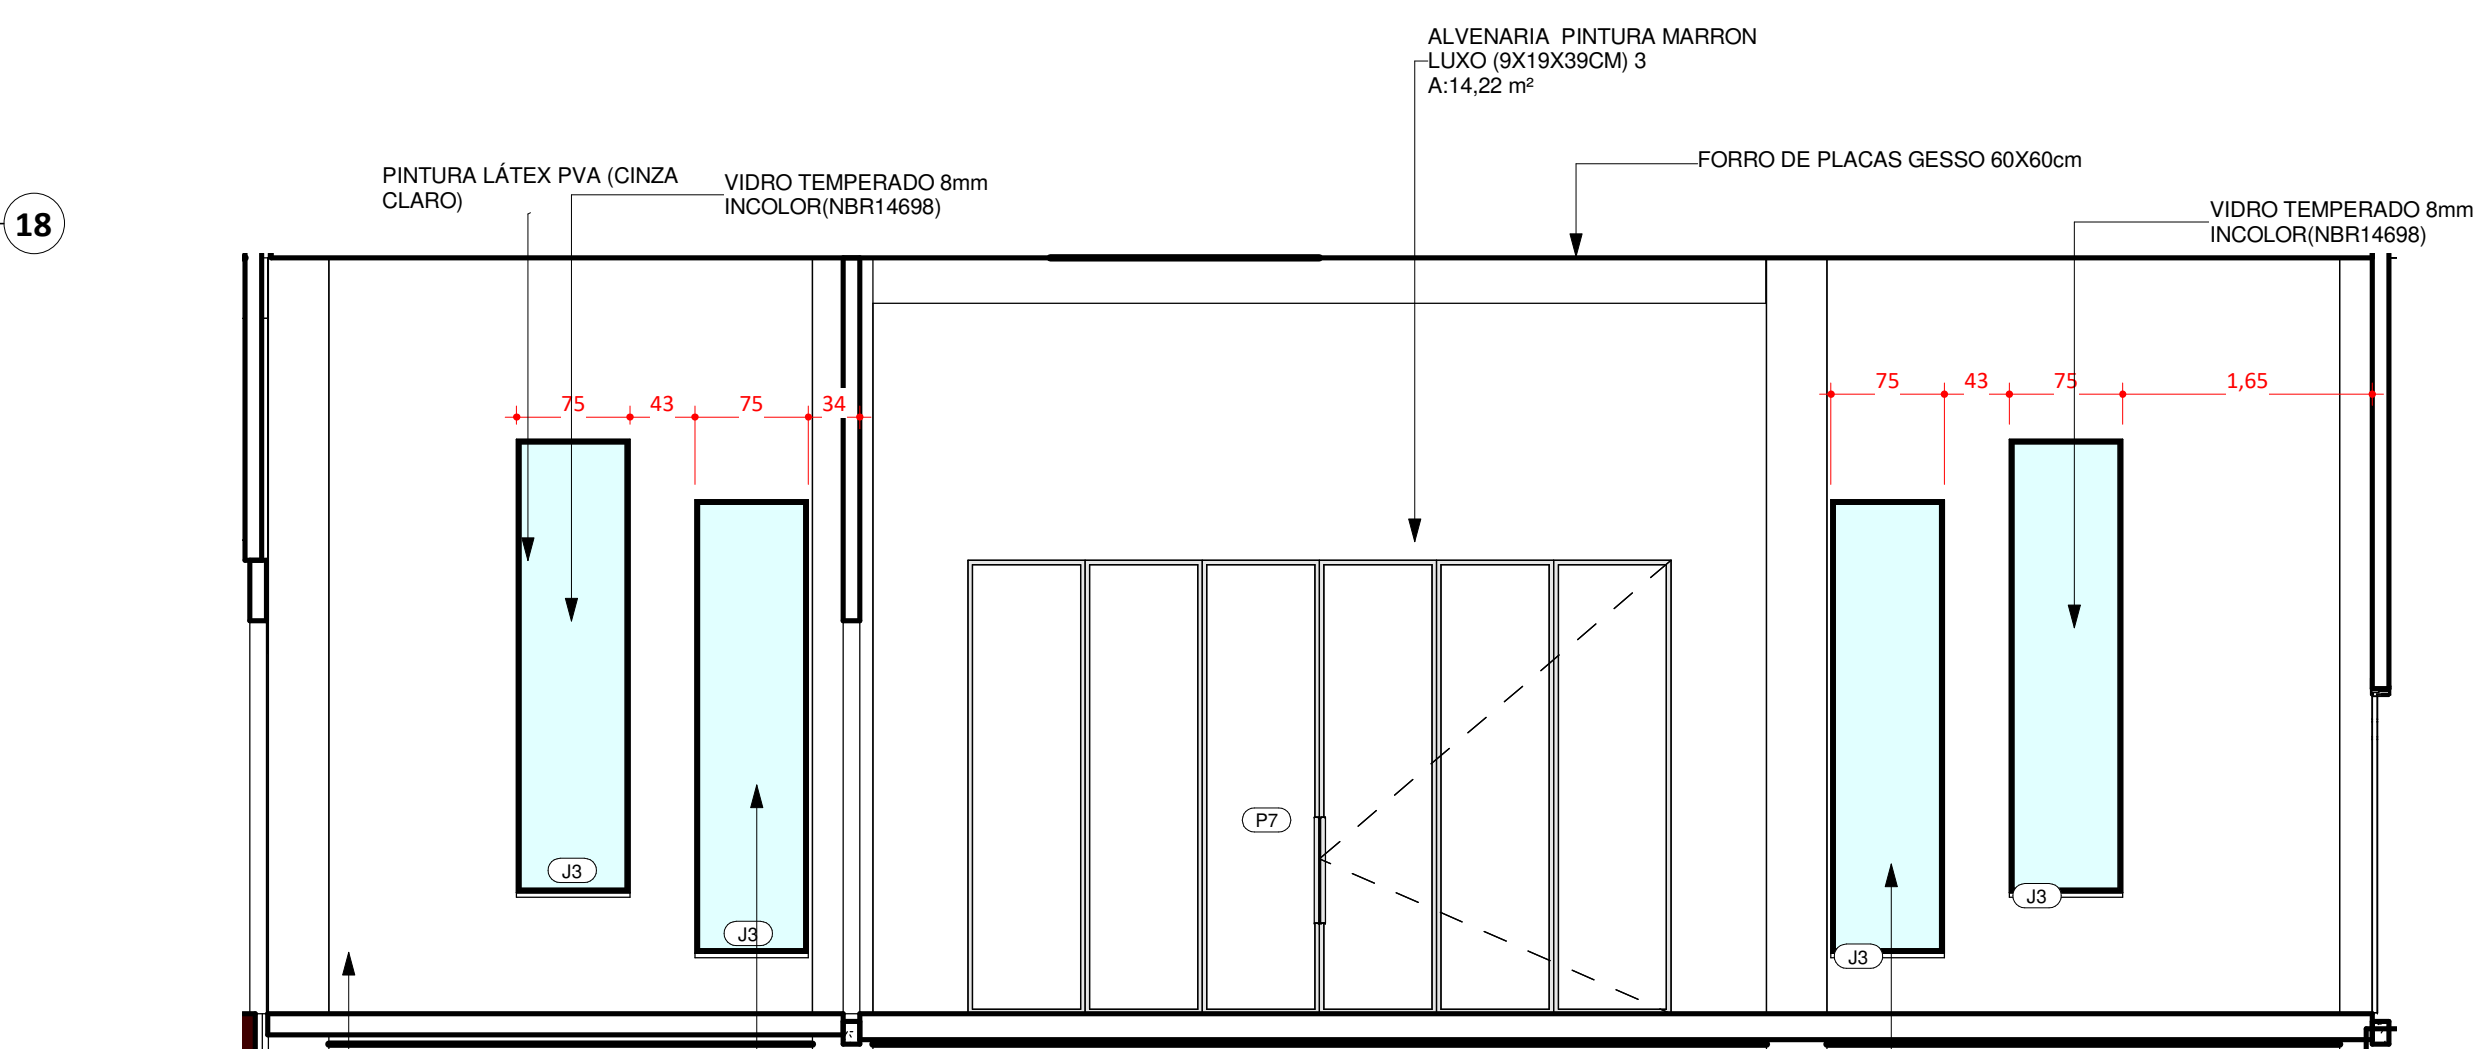 ALVENARIA  PINTURA MARRON
LUXO (9X19X39CM) 3
A:14,22 m²
FORRO DE PLACAS GESSO 60X60cm
PINTURA LÁTEX PVA (CINZA
CLARO)
VIDRO TEMPERADO 8mm
INCOLOR(NBR14698)
VIDRO TEMPERADO 8mm
INCOLOR(NBR14698)
18
75 43 75 34
75 43 75 1,65
P7
J3
J3
J3
J3